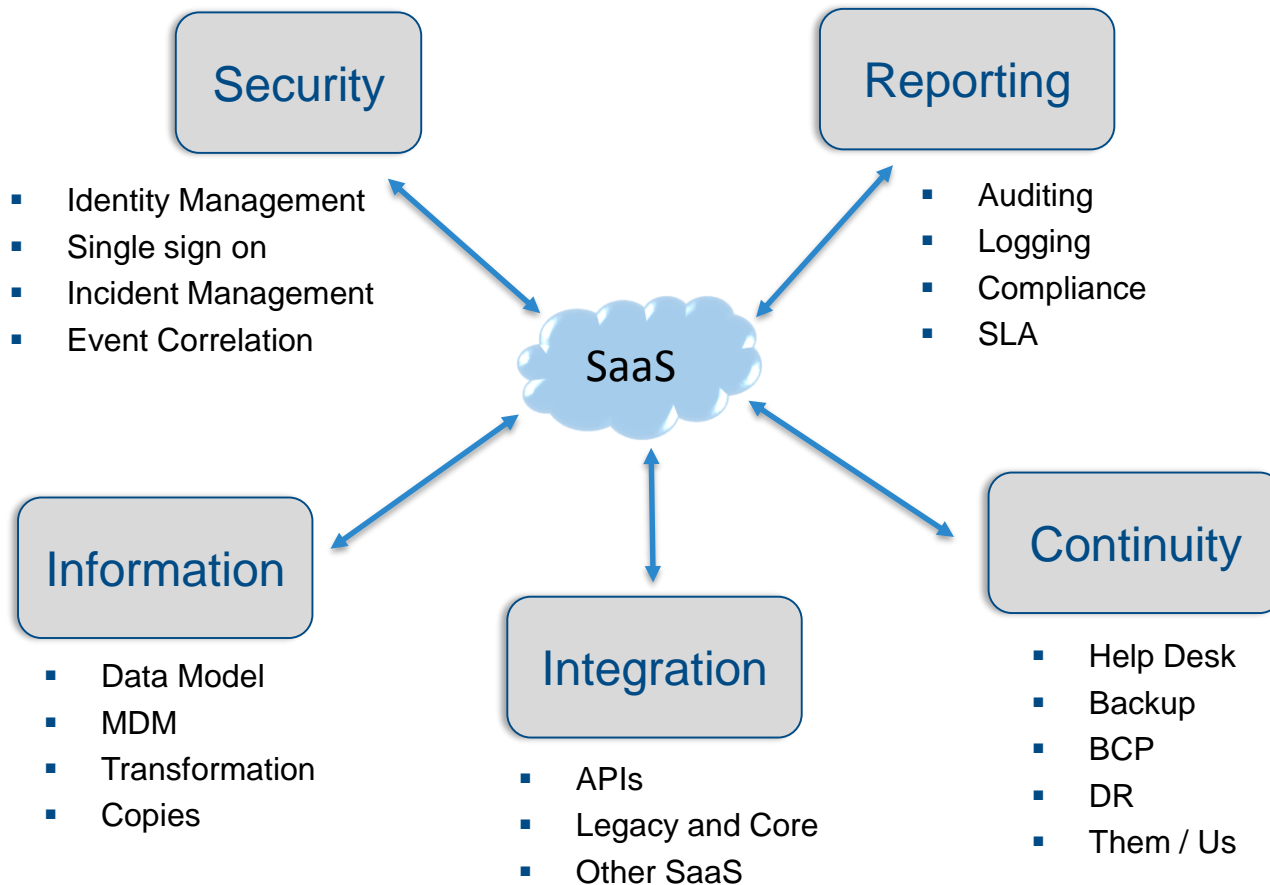 Security
Identity Management
Single sign on
Incident Management
Event Correlation
Reporting
Auditing
Logging
Compliance
SLA
SaaS
Information
Data Model
MDM
Transformation
Copies
Integration
APIs
Legacy and Core
Other SaaS
Continuity
Help Desk
Backup
BCP
DR
Them / Us